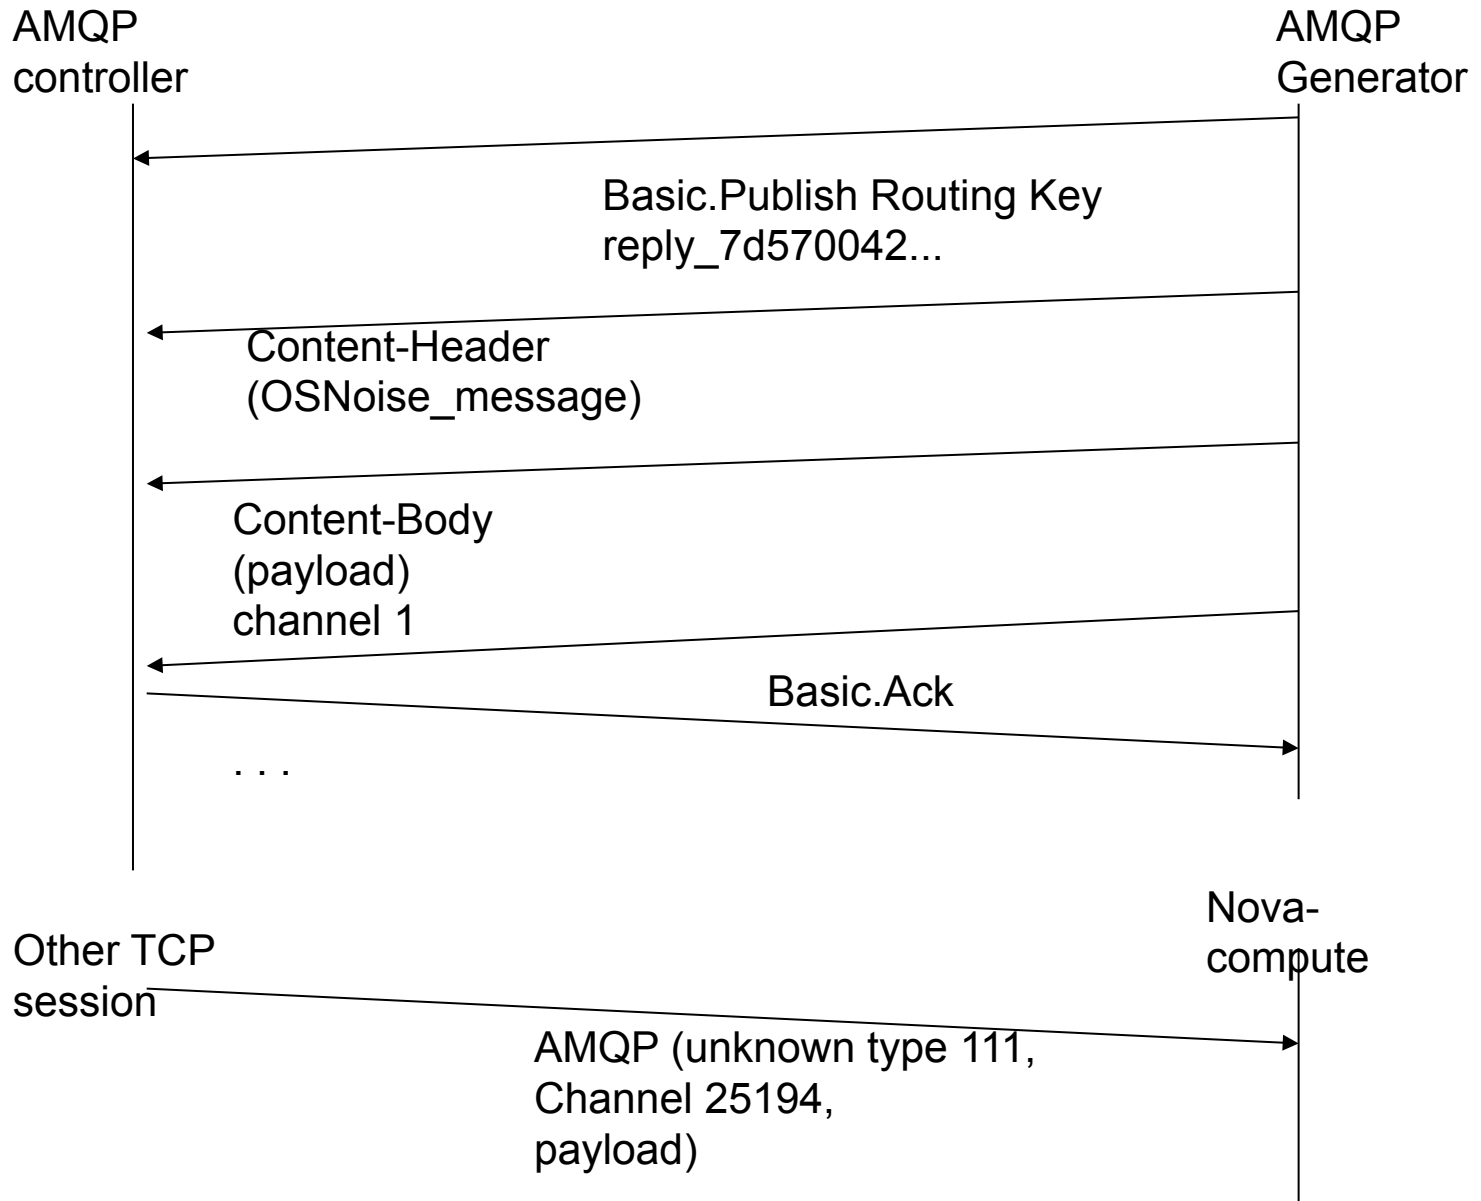 AMQP
controller
AMQP
Generator
Basic.Publish Routing Key
reply_7d570042...
Content-Header
(OSNoise_message)
Content-Body
(payload)
channel 1
Basic.Ack
. . .
Nova-
compute
Other TCP
session
AMQP (unknown type 111,
Channel 25194,
payload)